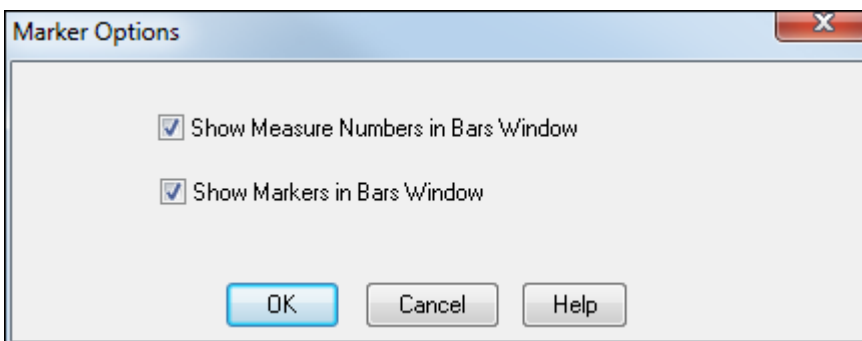 Marker Options
Show Measure Numbers in Bars Window
Show Markers in Bars Window
OK Cancel Help